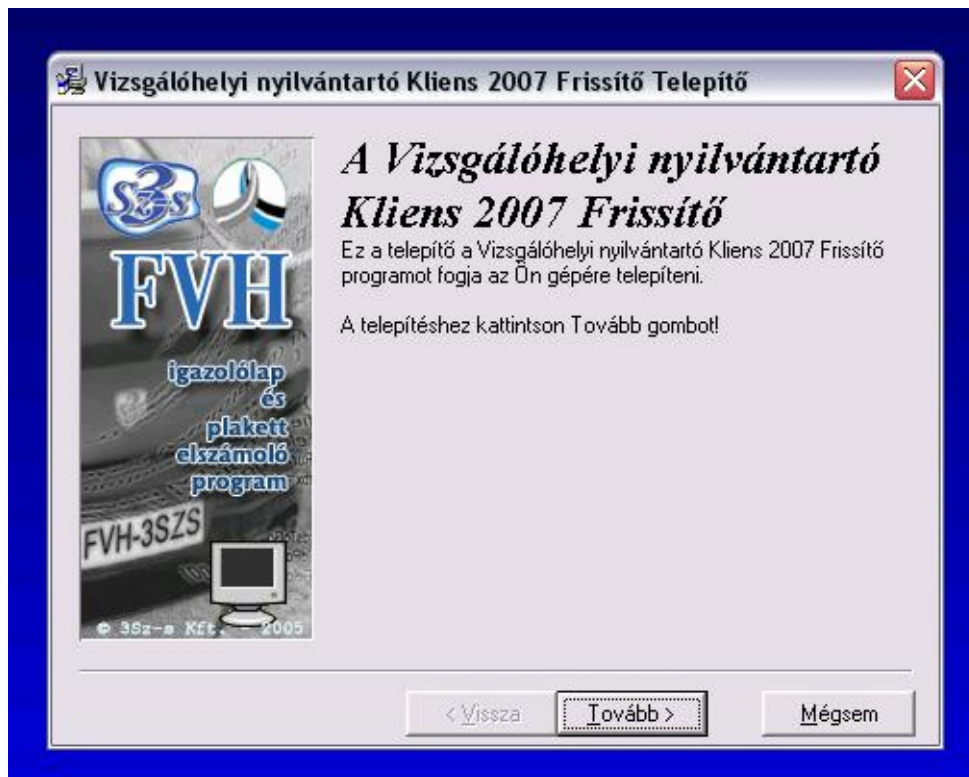 Vizsgálóhelyi nyilvántartó Kliens 2007 Frissítő Telepítő
3
Sz-s
FVH
igazolólap
és
plakett
elszámoló
program
FVH-3SZS
© 3Sz-s Kft. - 2005
A Vizsgálóhelyi nyilvántartó
Kliens 2007 Frissítő
Ez a telepítő a Vizsgálóhelyi nyilvántartó Kliens 2007 Frissítő
programot fogja az Ön gépére telepíteni.
A telepítéshez kattintson Tovább gombot!
< Vissza
Tovább >
Mégsem